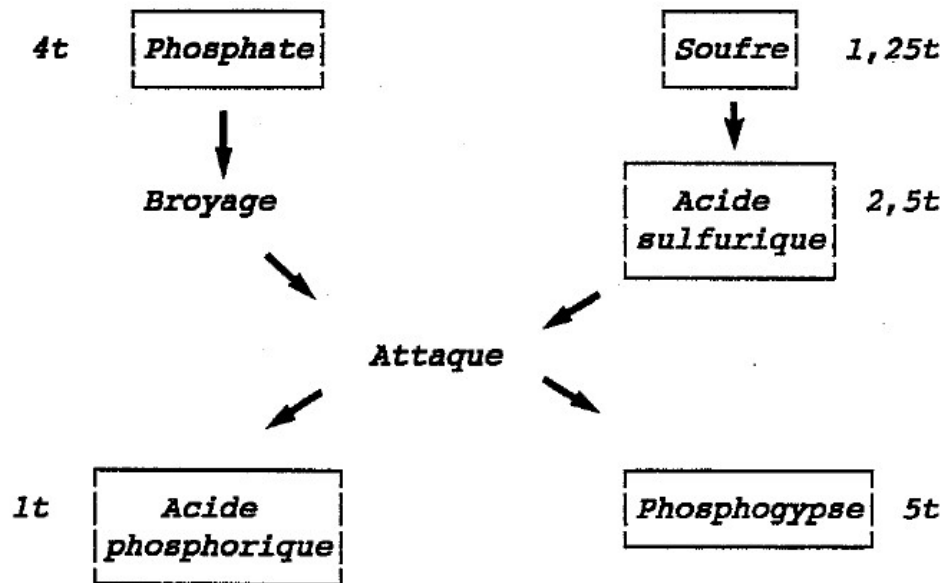 4t Phosphate Soufre 1,25t
Broyage Acide sulfurique 2,5t
Attaque
1t Acide phosphorique Phosphogypse 5t